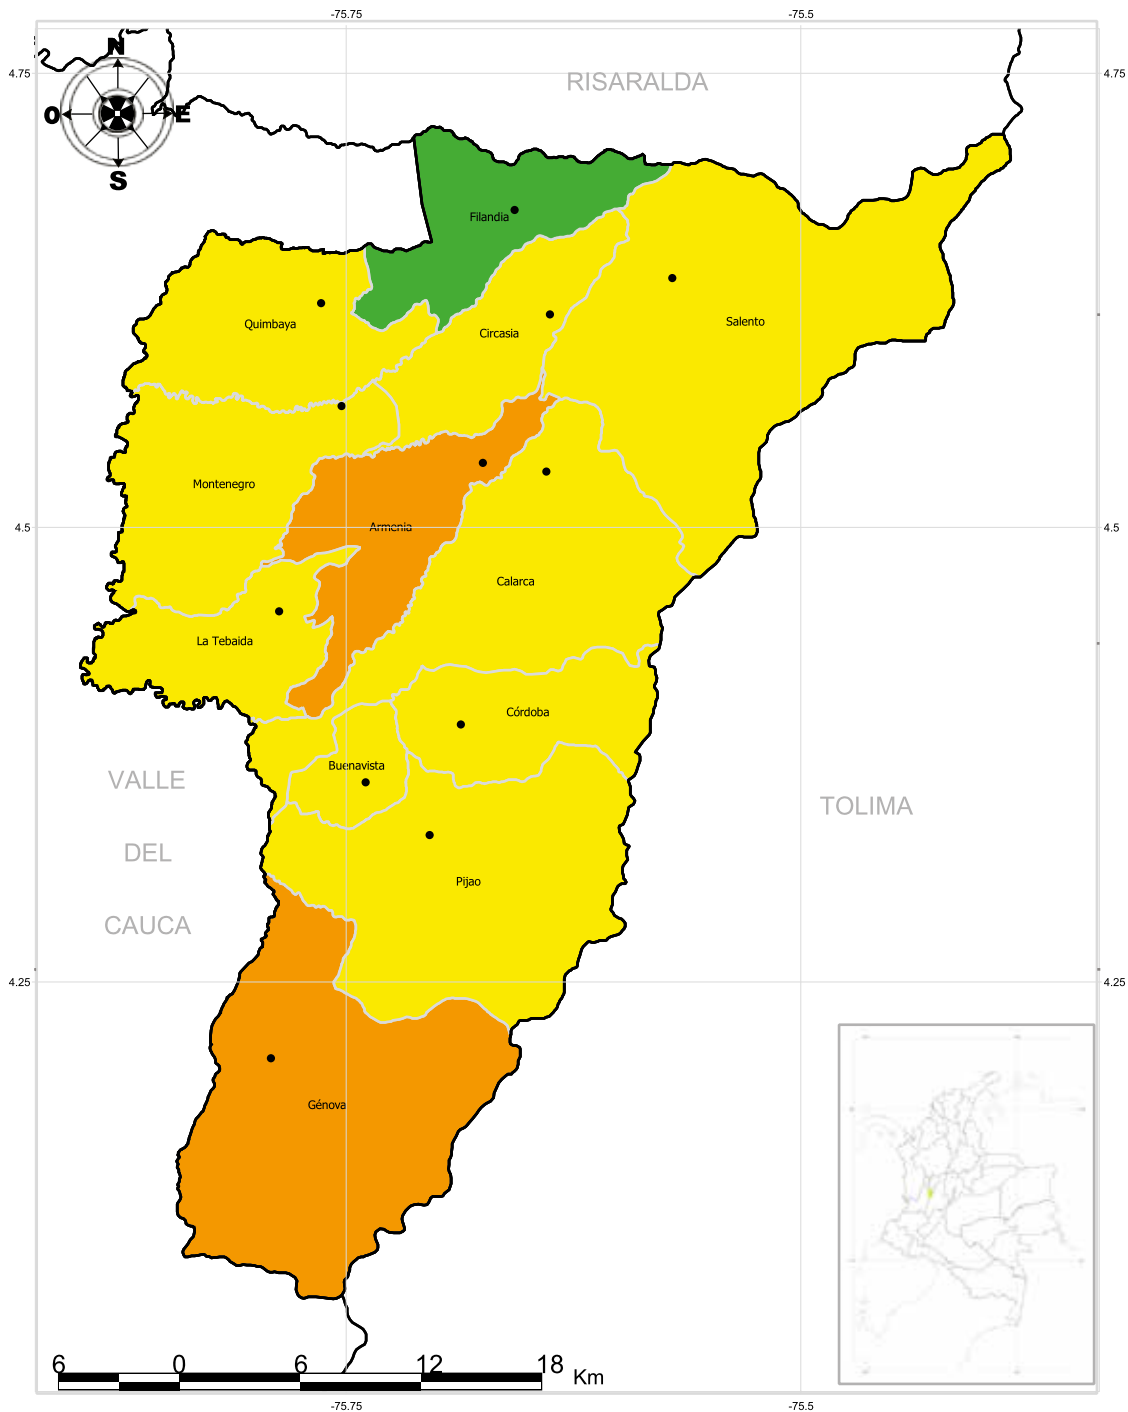 -75.75
-75.5
N
4.75
RISARALDA
4.75
O
E
S
Filandia
Quimbaya
Circasia
Salento
Montenegro
4.5
Armenia
4.5
Calarca
La Tebaida
Córdoba
Buenavista
VALLE
TOLIMA
DEL
Pijao
CAUCA
4.25
4.25
Génova
6 0 6 12 18
Km
-75.75
-75.5